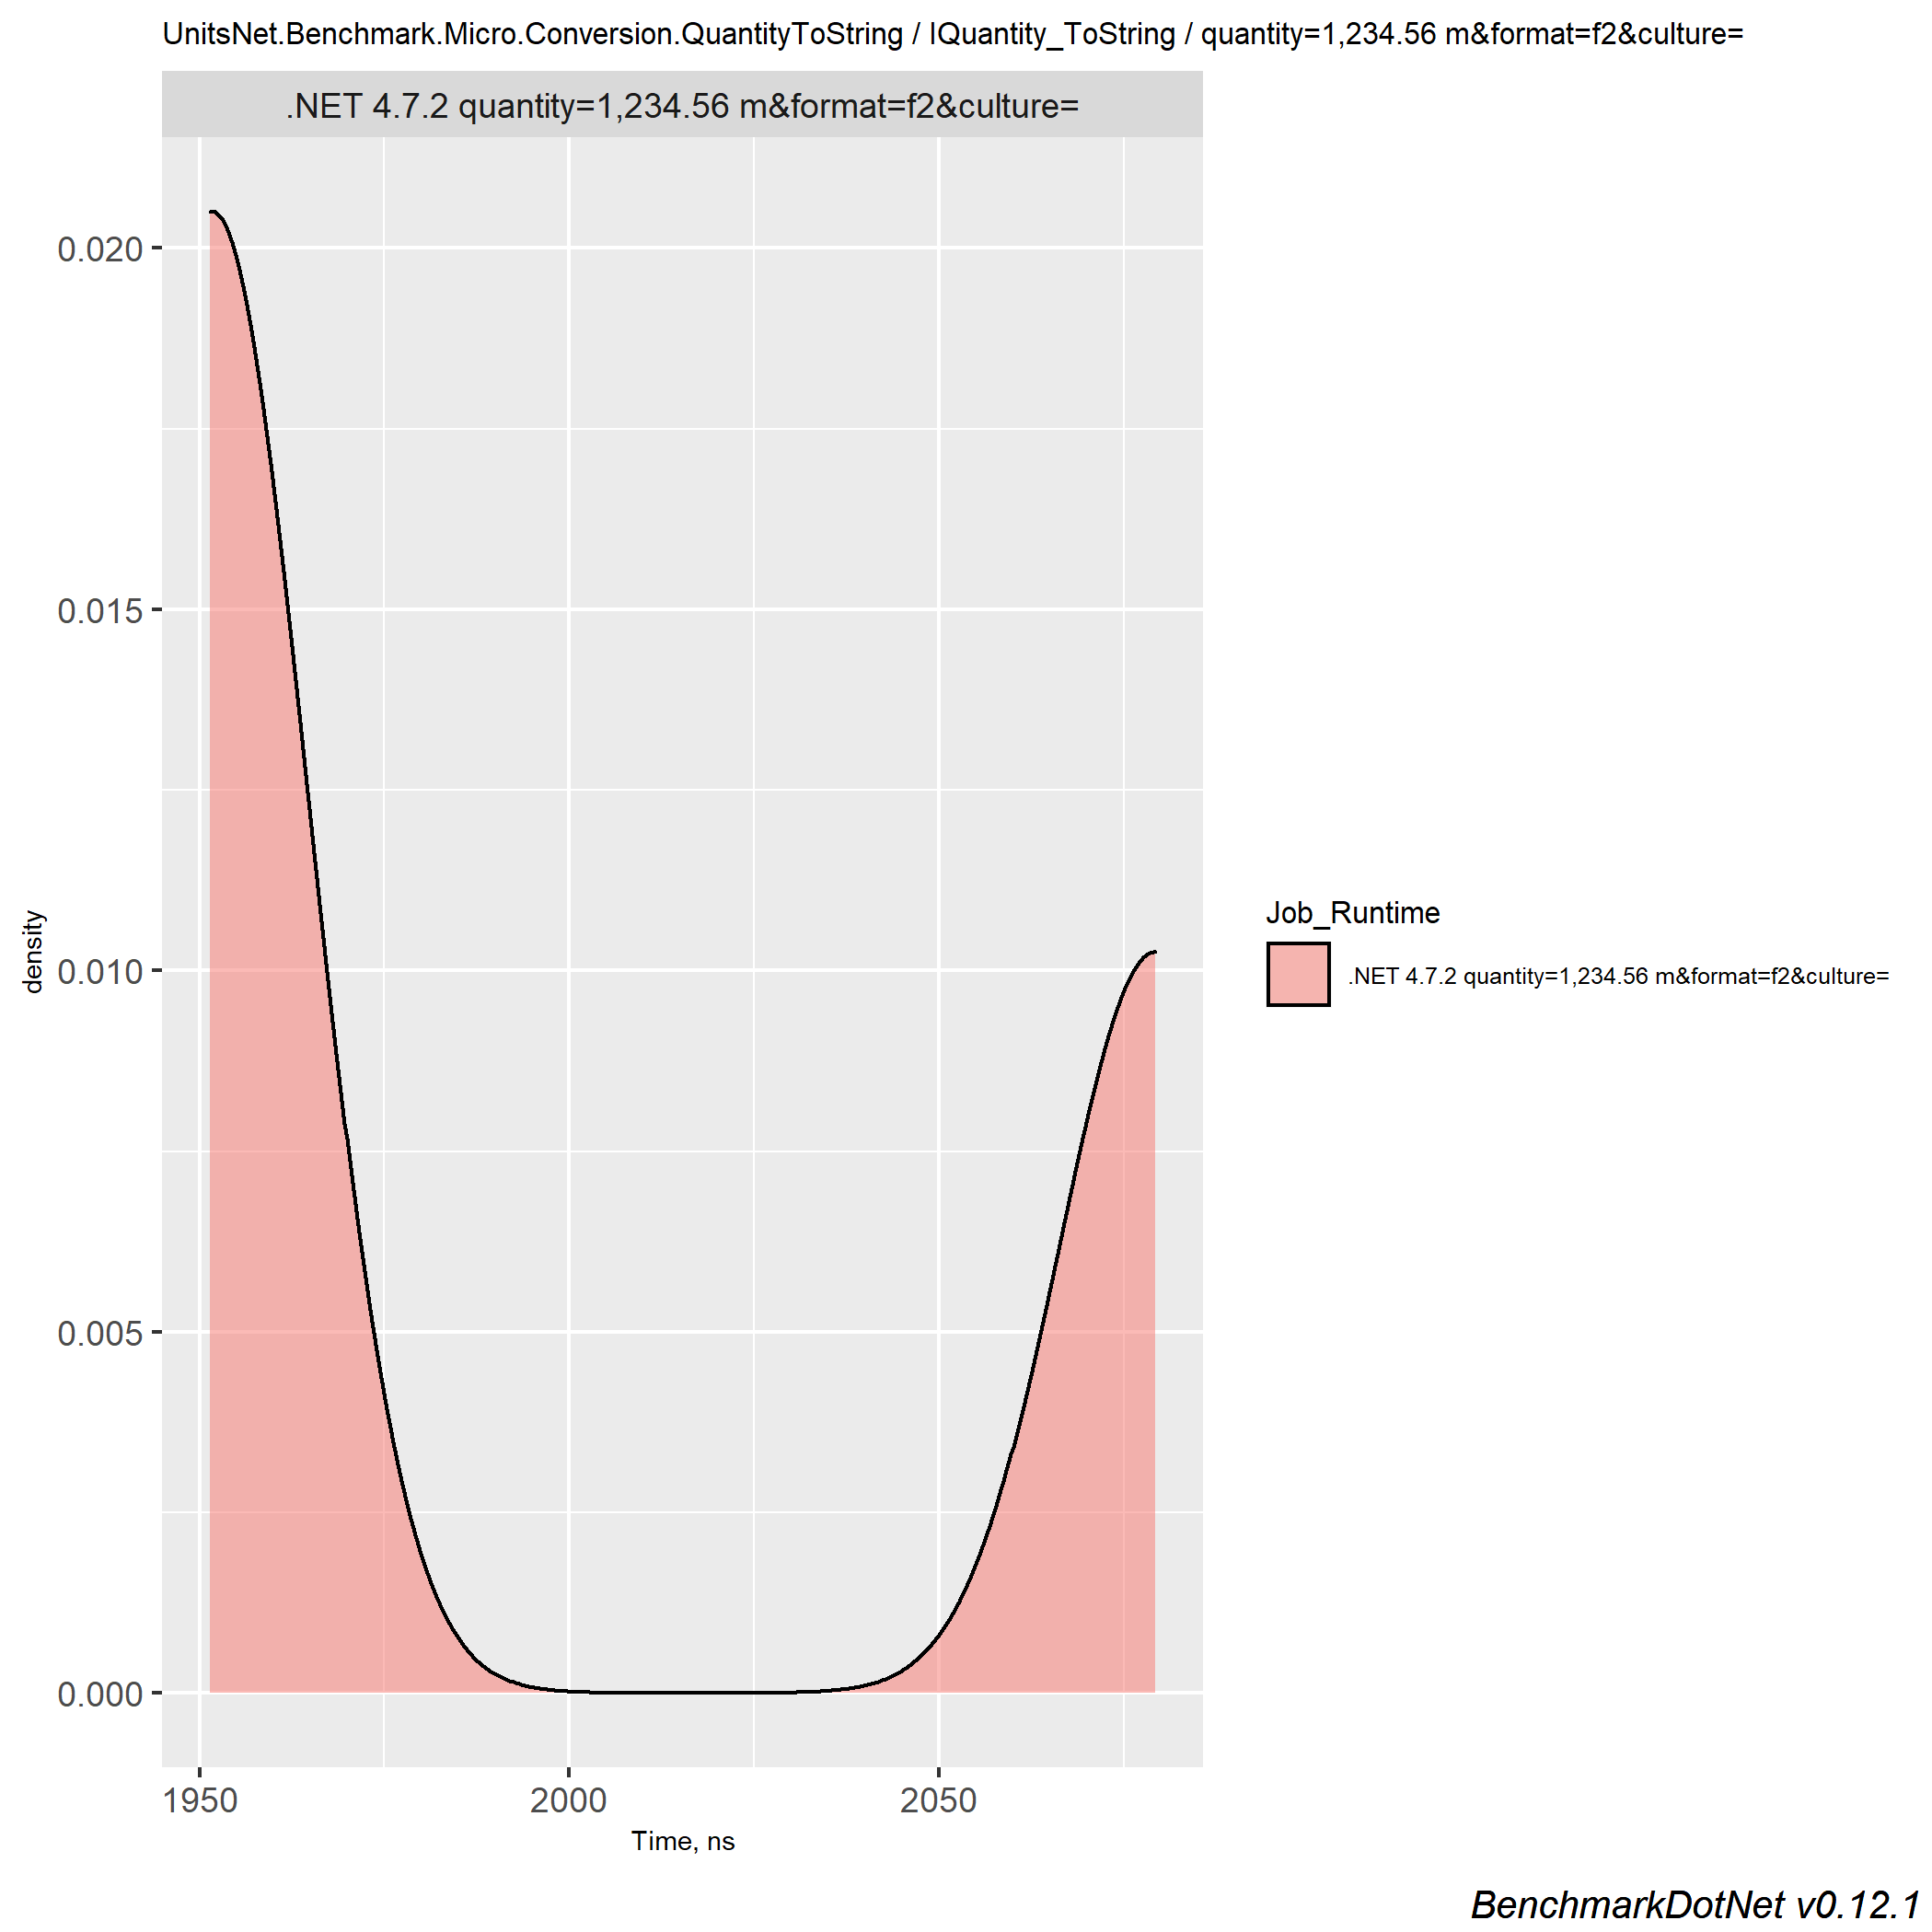 UnitsNet.Benchmark.Micro.Conversion.QuantityToString / IQuantity_ToString / quantity=1,234.56 m&format=f2&culture=
.NET 4.7.2 quantity=1,234.56 m&format=f2&culture=
0.020
0.015
0.010
0.005
0.000
density
1950
2000
2050
Time, ns
Job_Runtime
.NET 4.7.2 quantity=1,234.56 m&format=f2&culture=
BenchmarkDotNet v0.12.1